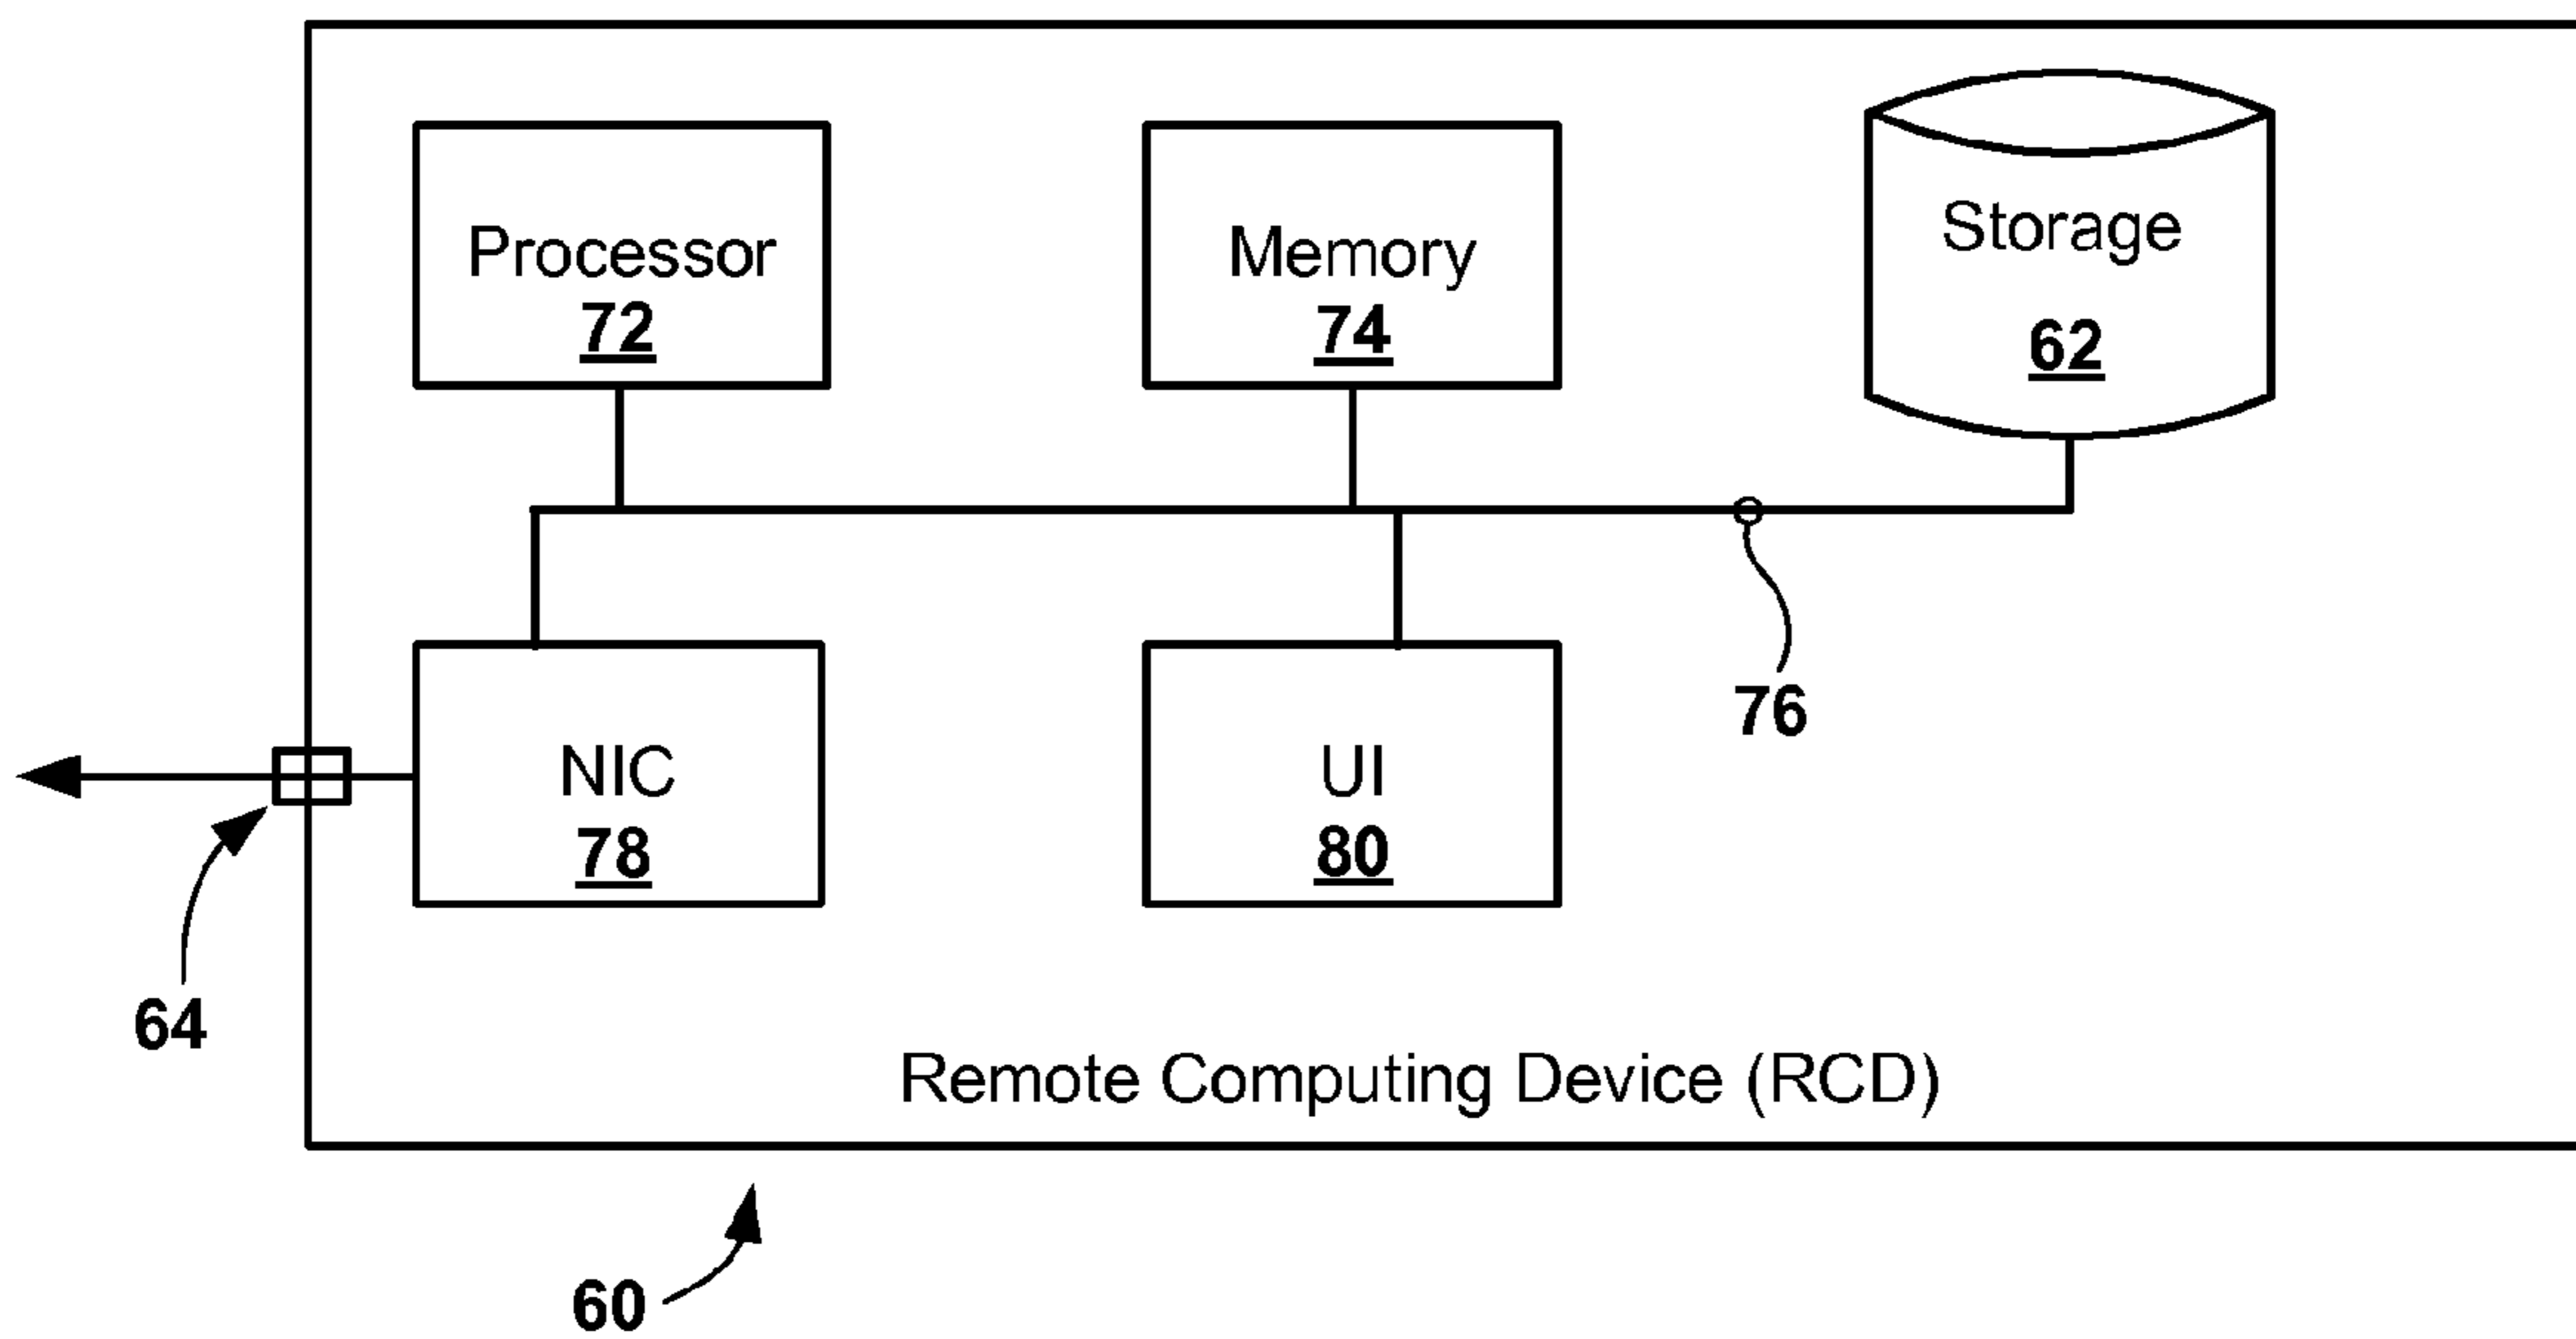 Processor
72
Memory
74
Storage
62
76
NIC
78
UI
80
64
Remote Computing Device (RCD)
60